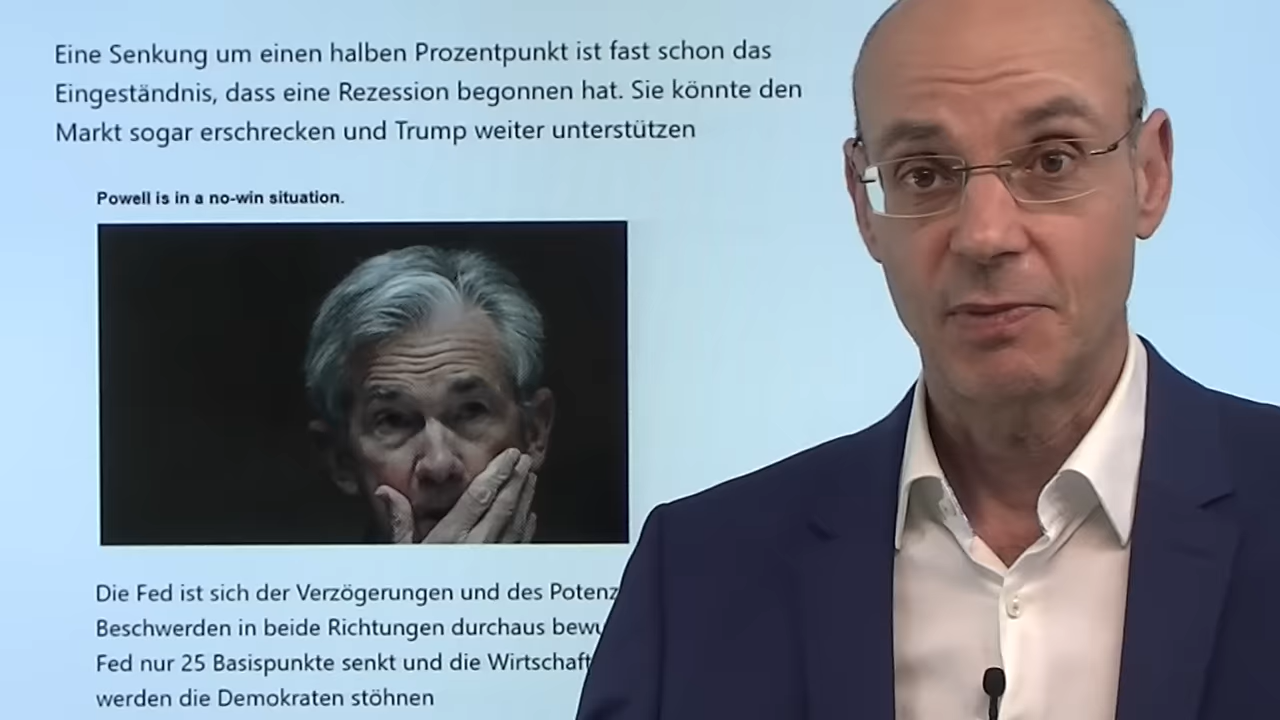 Eine Senkung um einen halben Prozentpunkt ist fast schon das
Eingeständnis, dass eine Rezession begonnen hat. Sie könnte den
Markt sogar erschrecken und Trump weiter unterstützen
Powell is in a no-win situation.
Die Fed ist sich der Verzögerungen und des
Beschwerden in beide Richtungen durchaus
Fed nur 25 Basispunkte senkt und die Wirtschaft
werden die Demokraten stöhnen